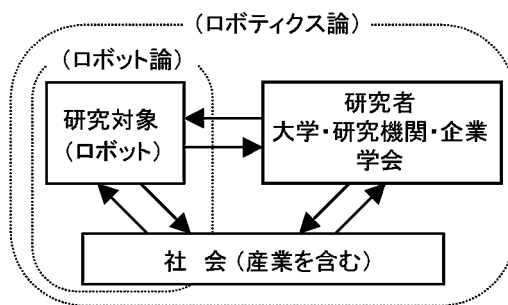 （ロボティクス論）
（ロボット論）
研究対象
（ロボット）
研究者
大学・研究機関・企業
学会
社　会（産業を含む）